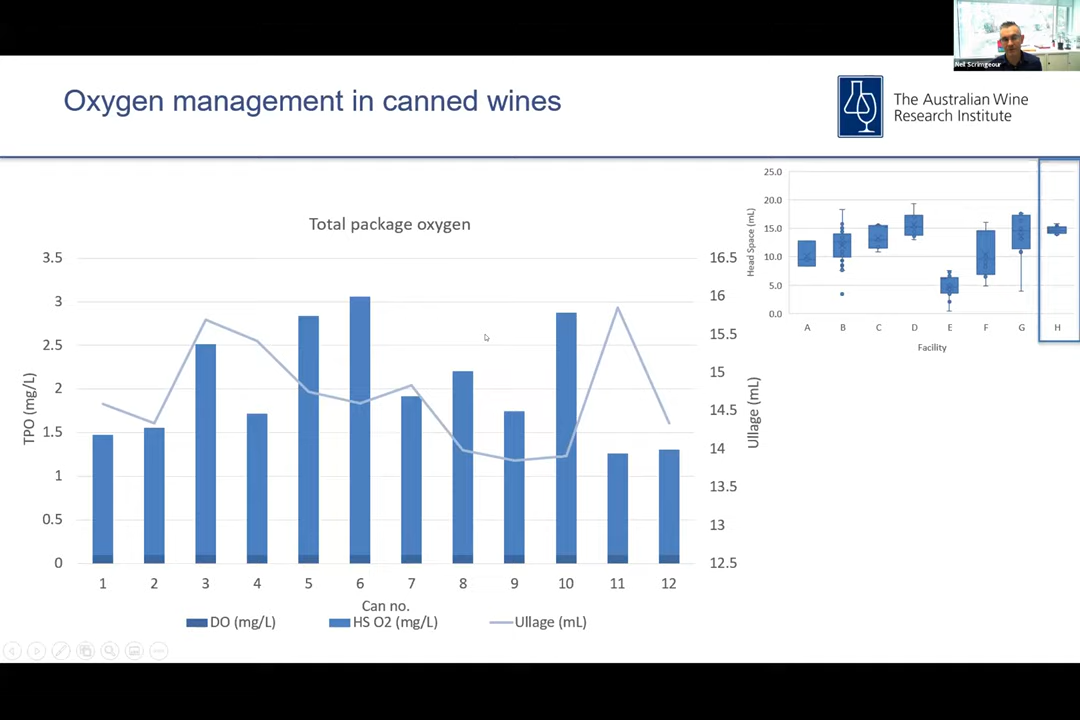 Neil Scrimgeour
Oxygen management in canned wines
The Australian Wine
Research Institute
Total package oxygen
3.5
3
2.5
2
1.5
1
0.5
0
TPO (mg/L)
16.5
16
15.5
15
14.5
14
13.5
13
12.5
Ullage (mL)
1 2 3 4 5 6 7 8 9 10 11 12
Can no.
DO (mg/L) HS O2 (mg/L) Ullage (mL)
25.0
20.0
15.0
10.0
5.0
0.0
Head Space (mL)
A B C D E F G H
Facility